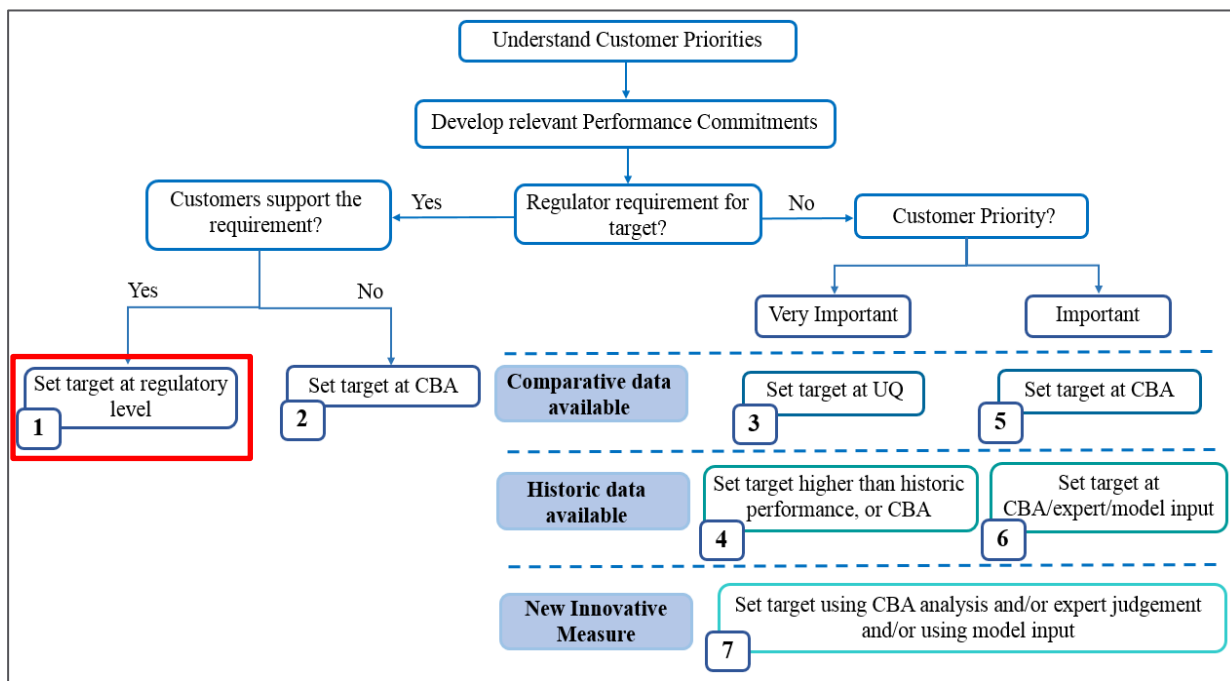 Understand Customer Priorities
Develop relevant Performance Commitments
Customers support the
requirement?
Yes
Regulator requirement for
target?
No
Customer Priority?
Yes
No
Very Important
Important
Set target at regulatory
level
1
Set target at CBA
2
Comparative data
available
Set target at UQ
3
Set target at CBA
5
Historic data
available
Set target higher than historic
performance, or CBA
4
Set target at
CBA/expert/model input
6
New Innovative
Measure
Set target using CBA analysis and/or expert judgement
and/or using model input
7